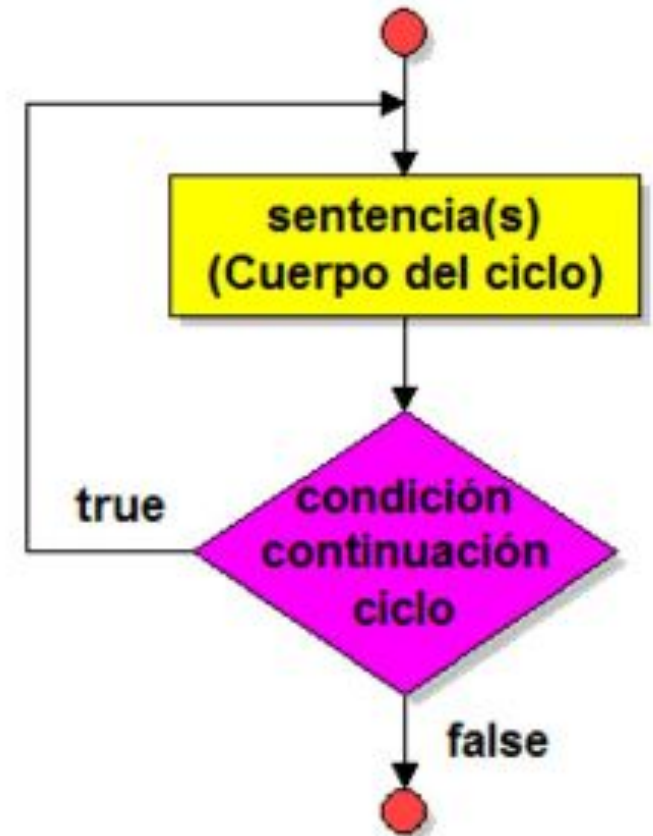 sentencia(s)
(Cuerpo del ciclo)
true
condición
continuación
ciclo
false